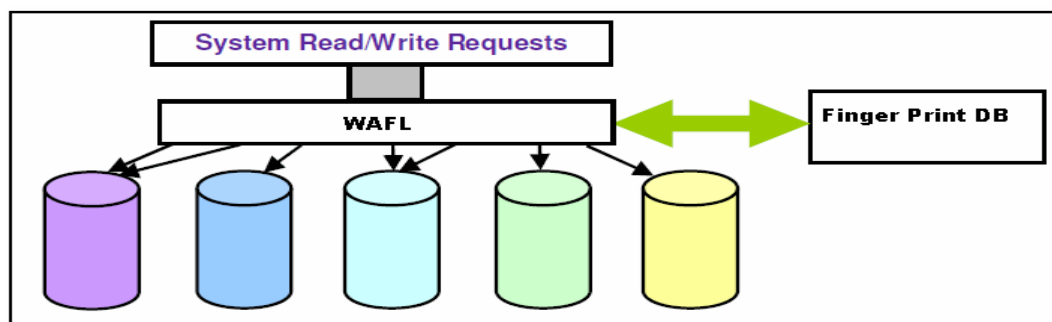 System Read/Write Requests
WAFL
Finger Print DB